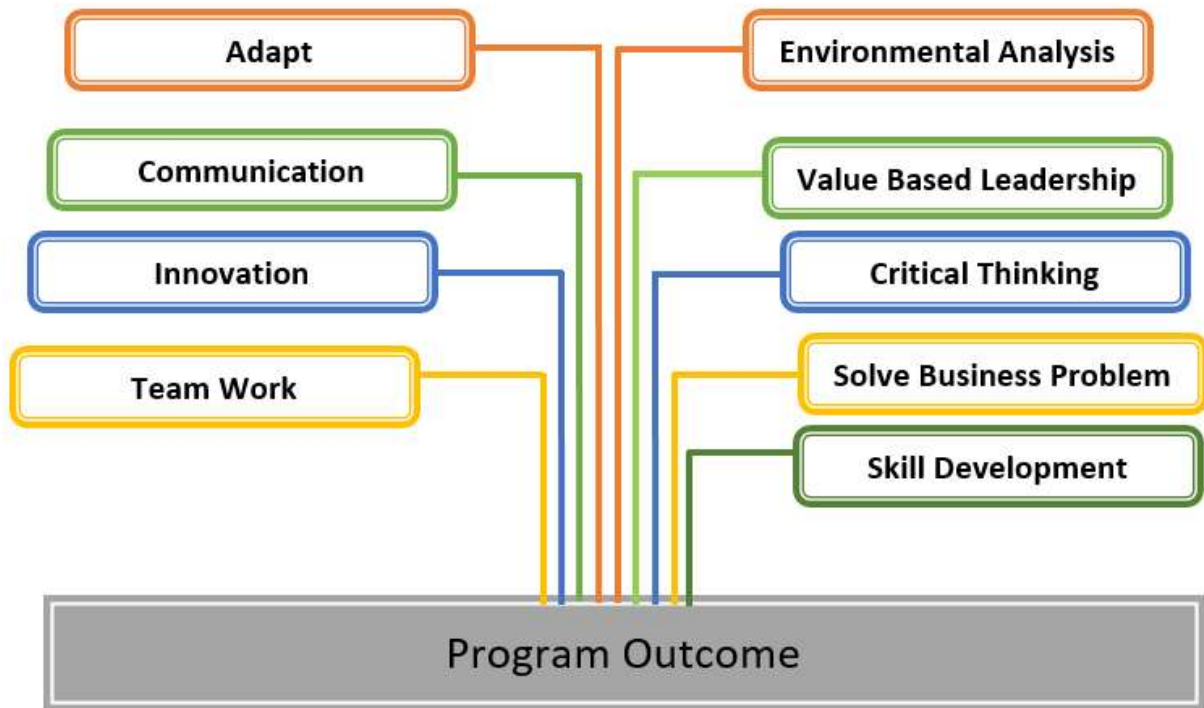 Adapt
Environmental Analysis
Communication
Value Based Leadership
Innovation
Critical Thinking
Team Work
Solve Business Problem
Skill Development
Program Outcome